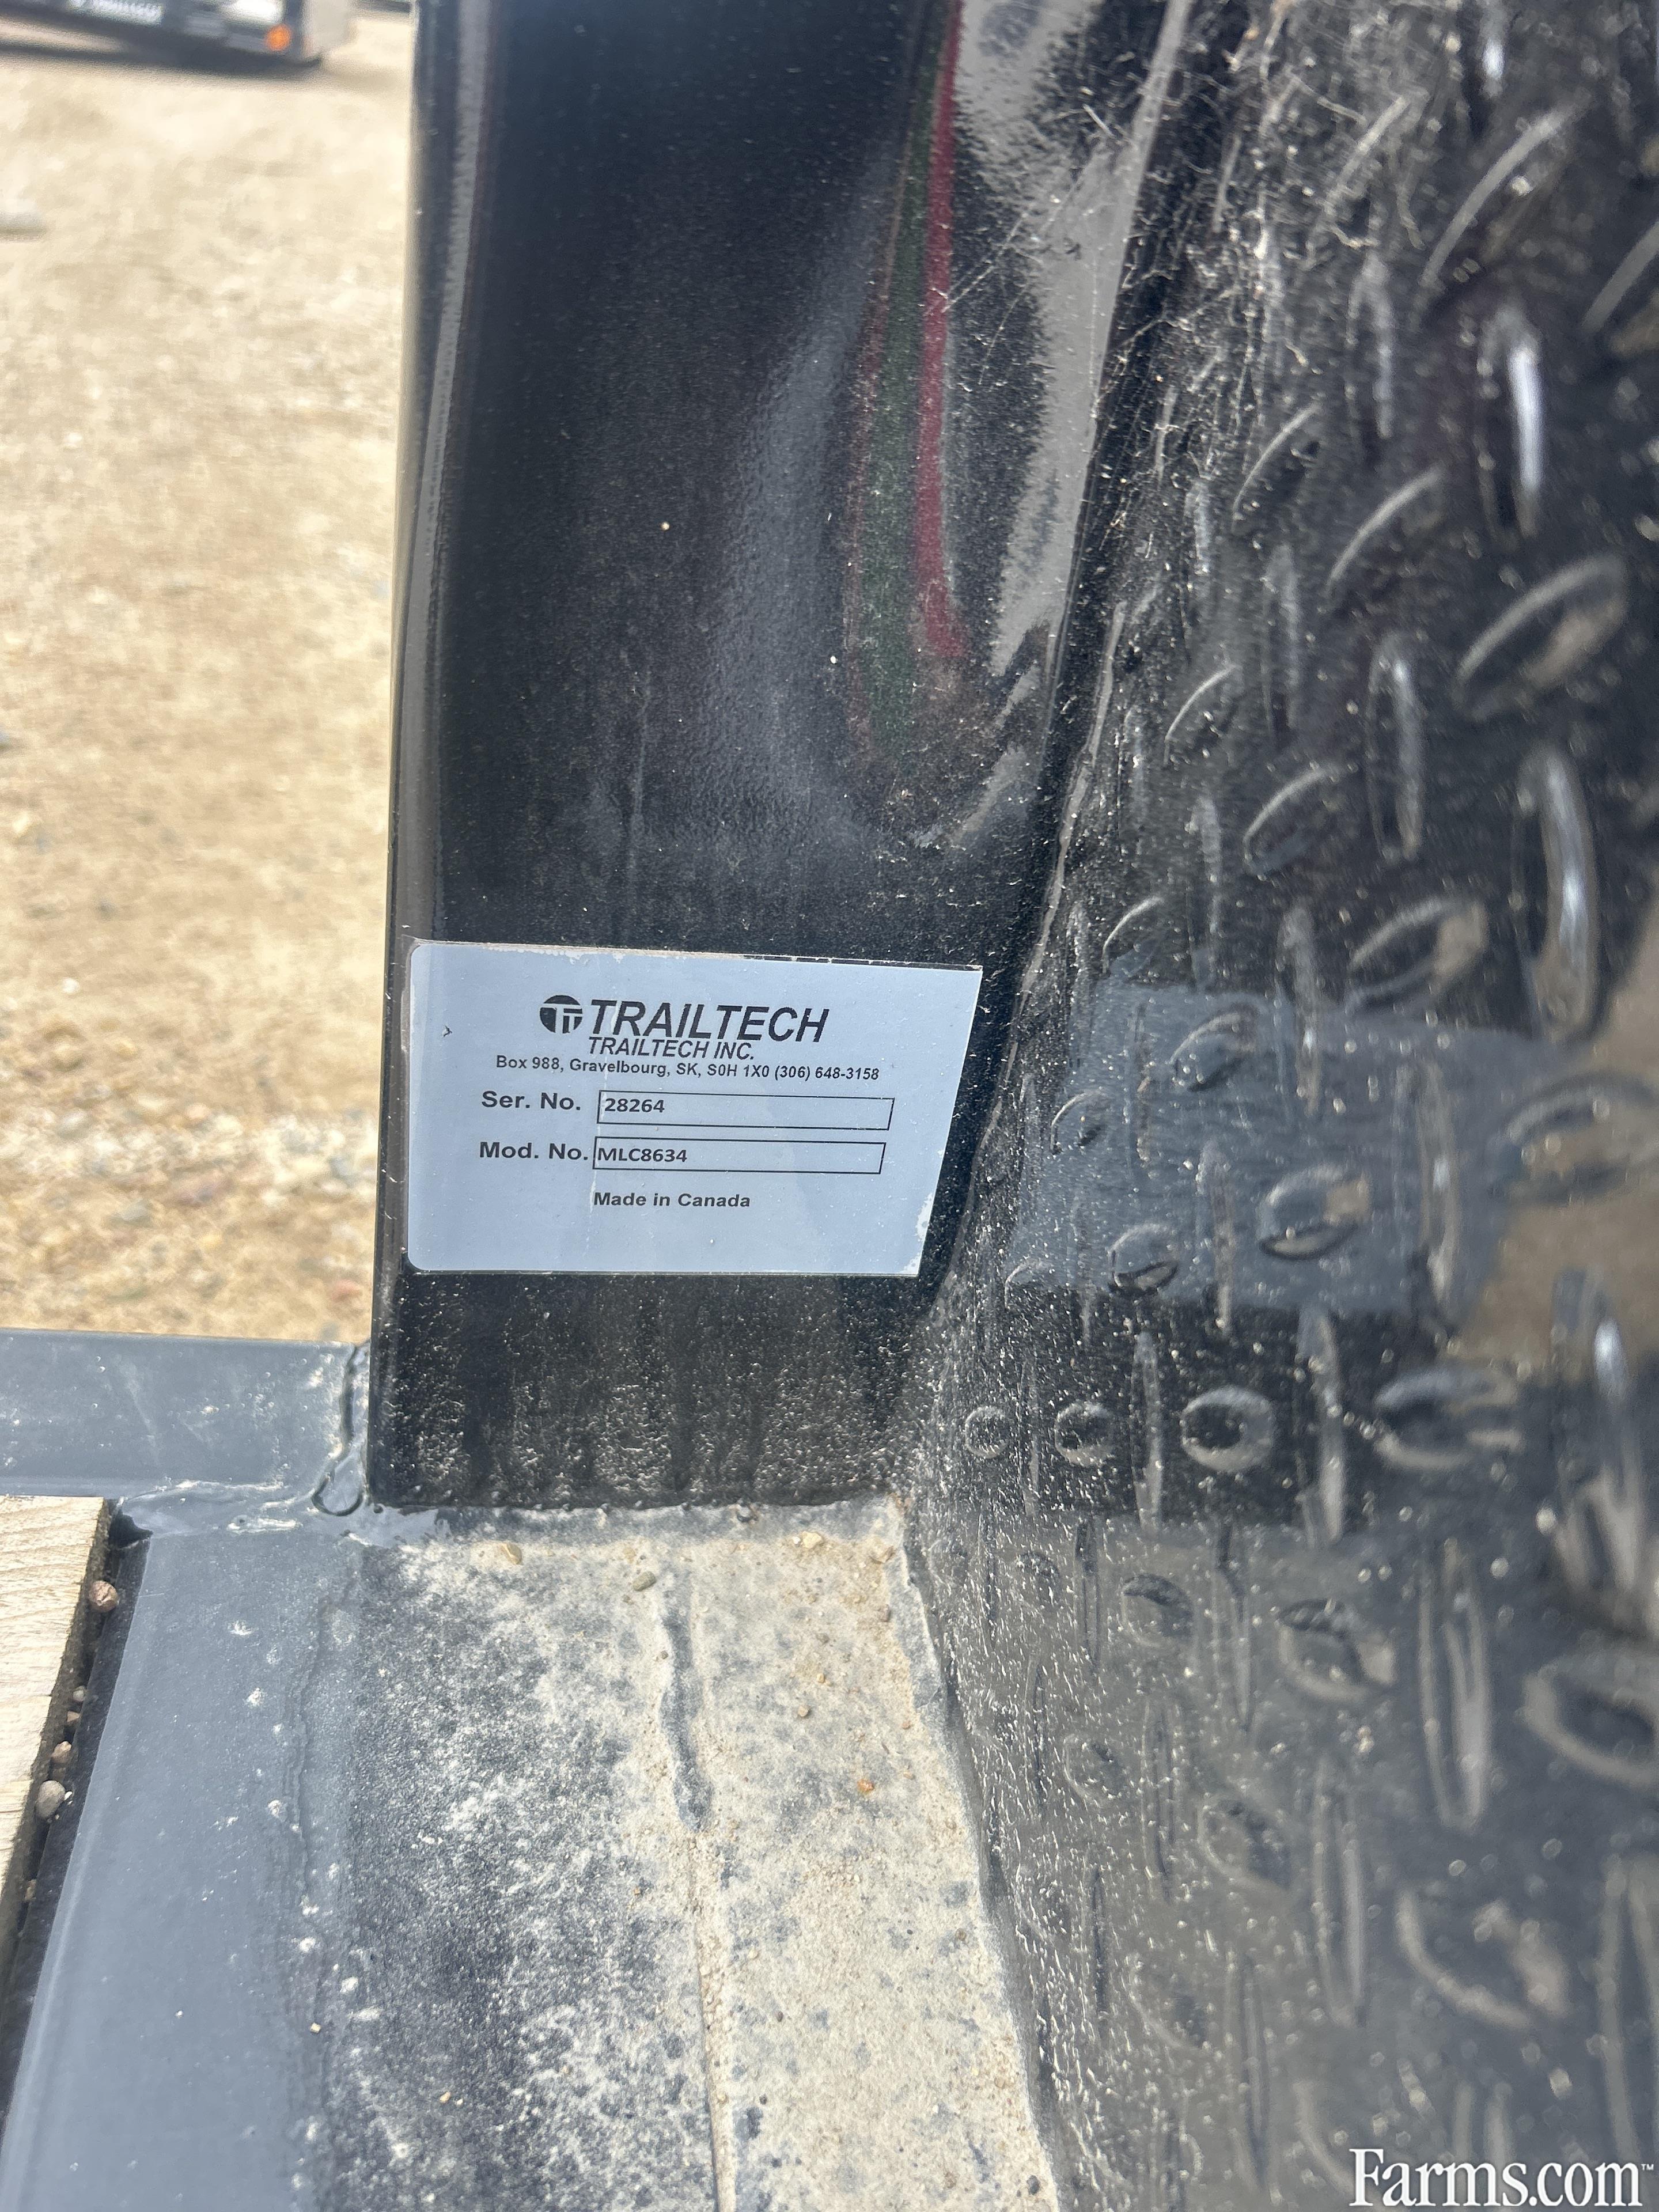 TRAILTECH
TRAILTECH INC.
Box 988, Gravelbourg, SK, S0H 1X0 (306) 648-3158
Ser. No. 28264
Mod. No. MLC8634
Made in Canada
Farms.com™